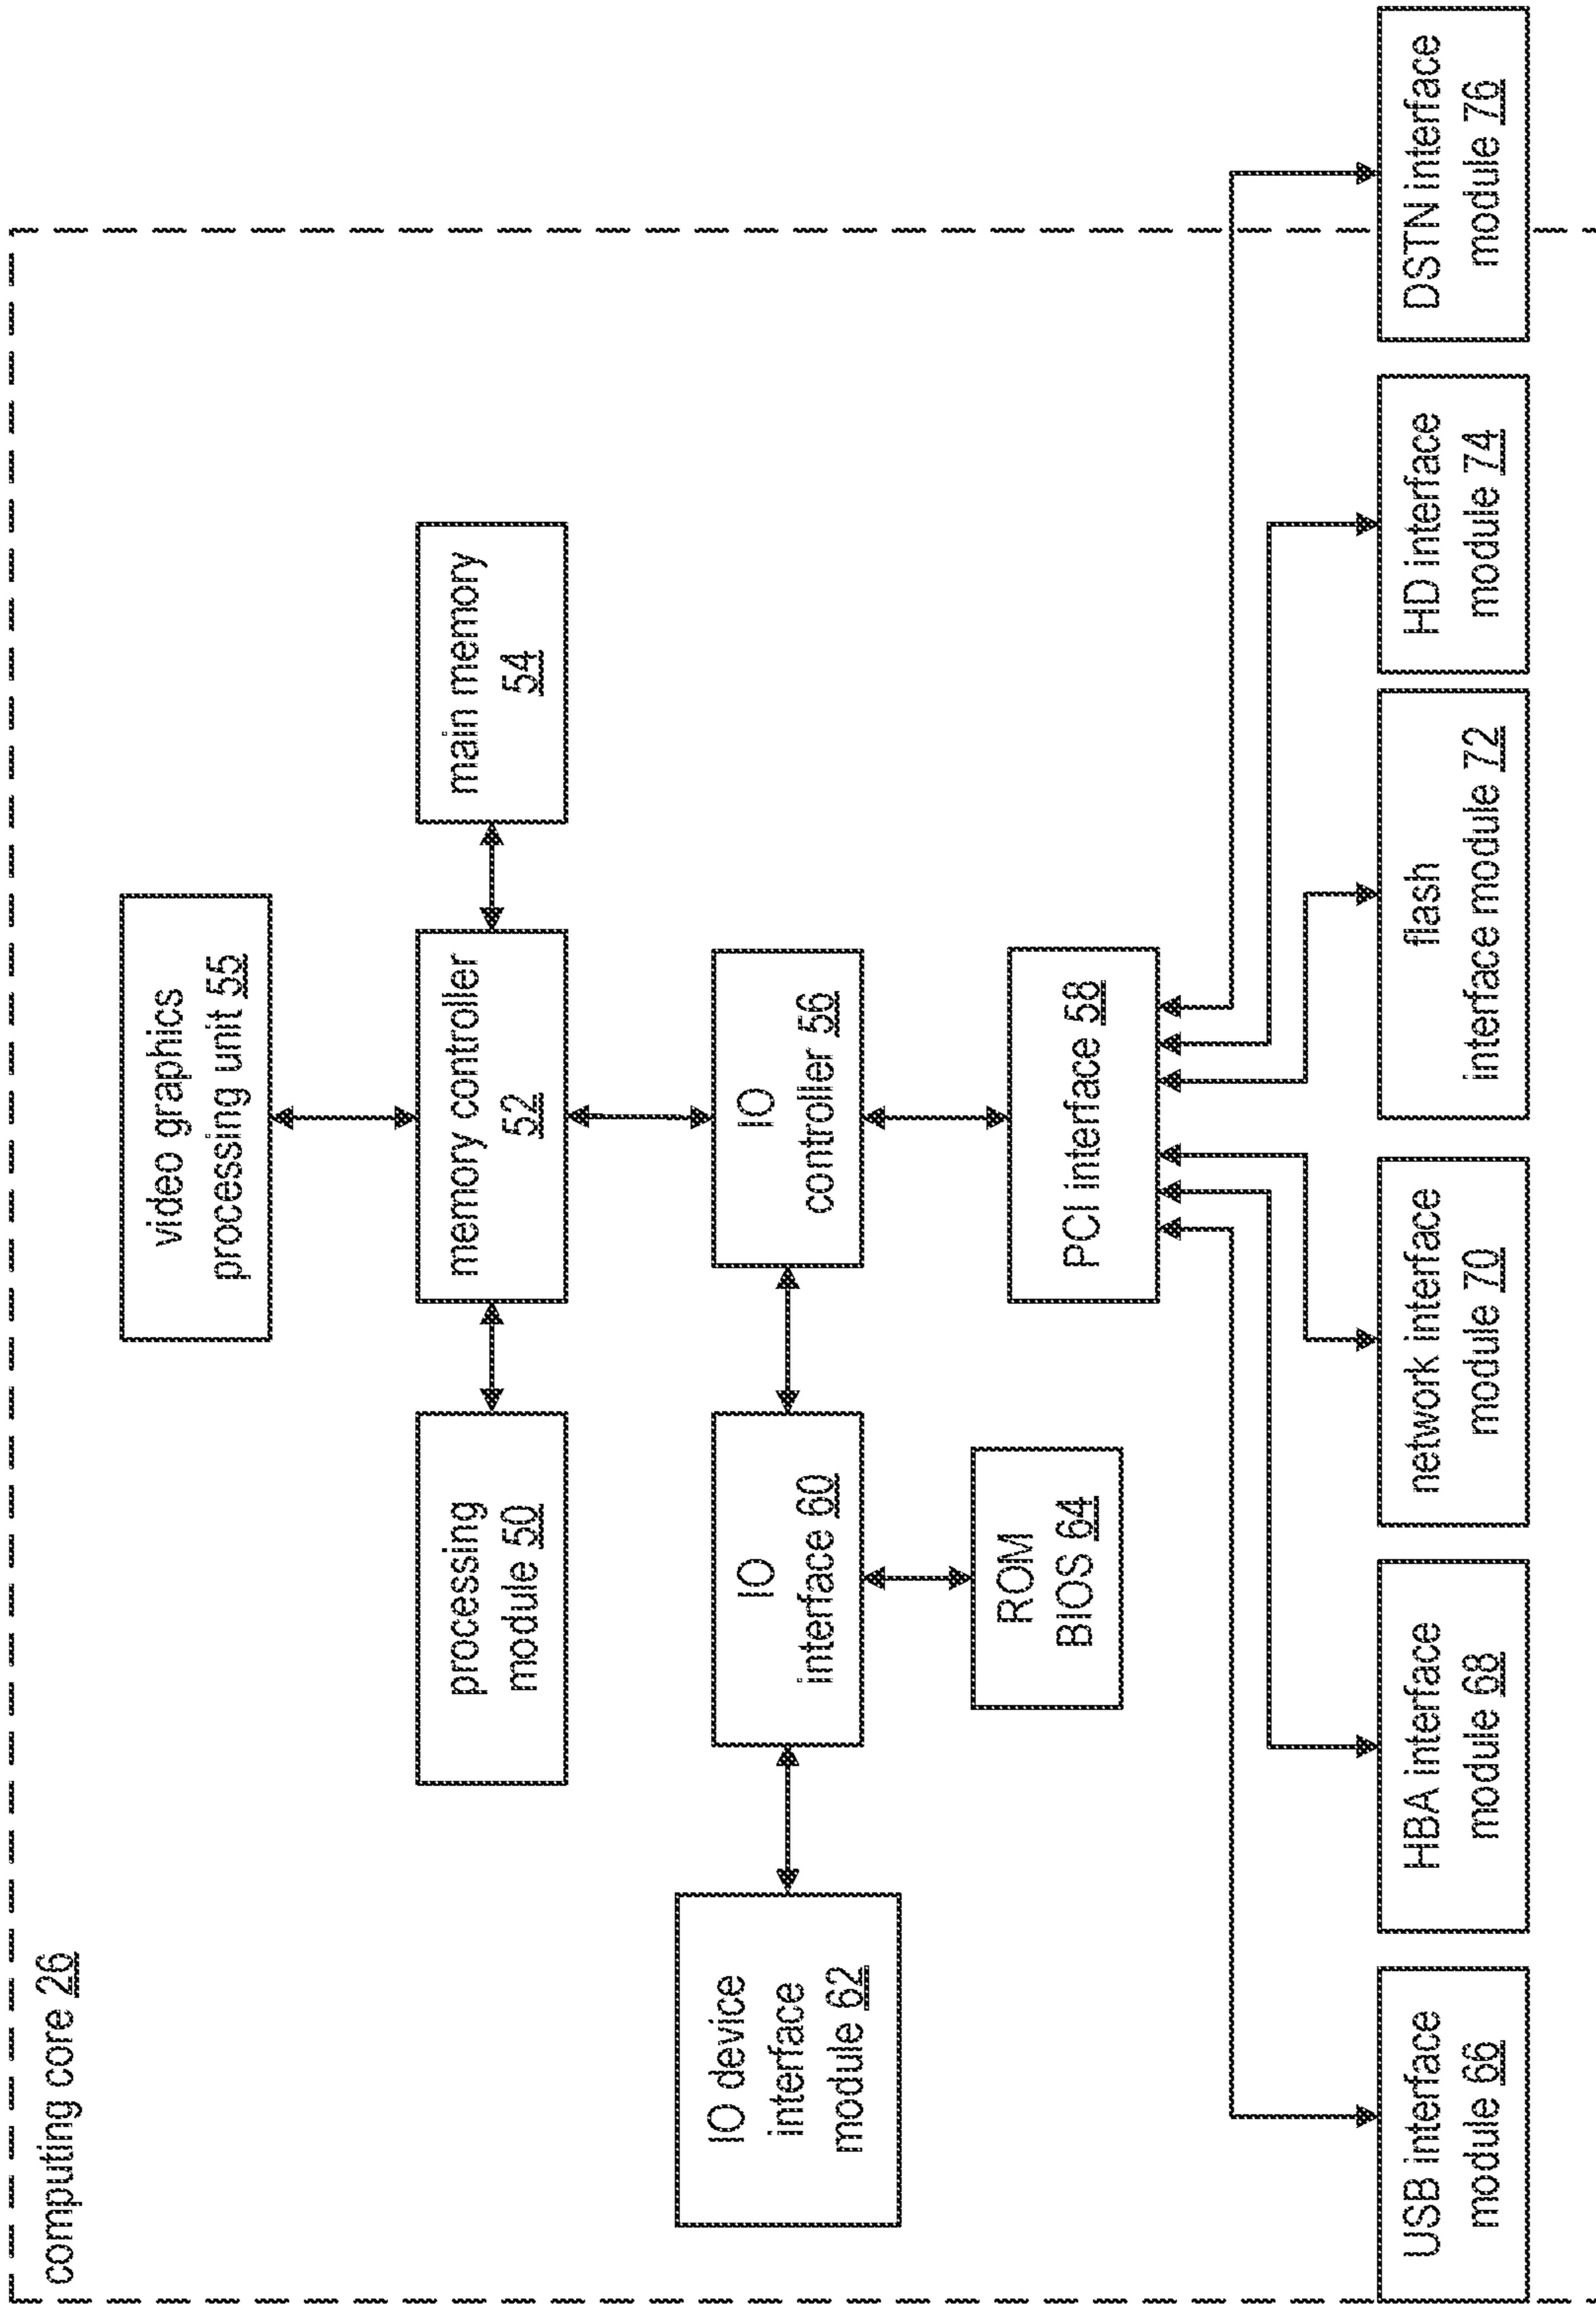 computing core 26
video graphics
processing unit 55
processing
module 50
memory controller
52
main memory
54
IO device
interface
module 62
IO
interface 60
IO
controller 56
ROM
BIOS 64
PCI interface 58
USB interface
module 66
HBA interface
module 68
network interface
module 70
flash
interface module 72
HD interface
module 74
DSTN interface
module 76